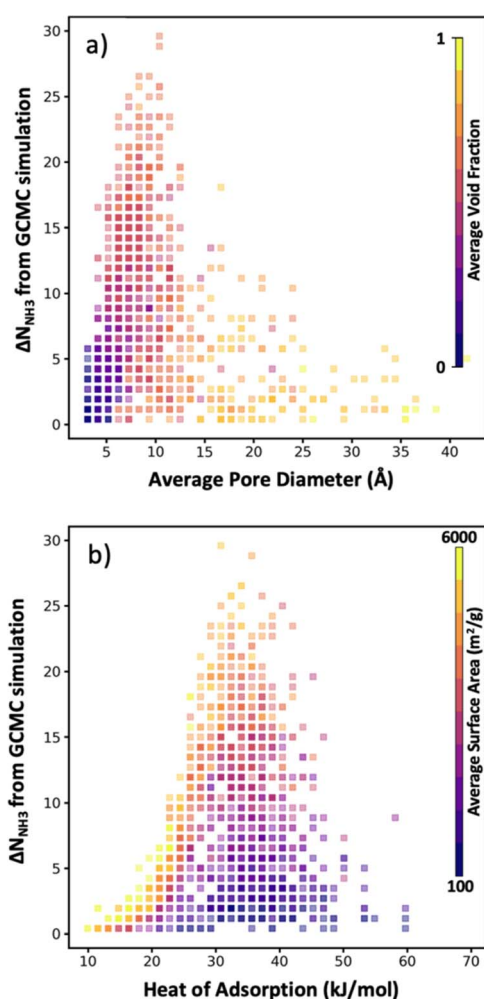 a)
30
25
20
15
10
5
0
ΔN_NH3 from GCMC simulation
1
Average Void Fraction
0
5 10 15 20 25 30 35 40
Average Pore Diameter (Å)
b)
30
25
20
15
10
5
0
ΔN_NH3 from GCMC simulation
6000
Average Surface Area (m²/g)
100
10 20 30 40 50 60 70
Heat of Adsorption (kJ/mol)